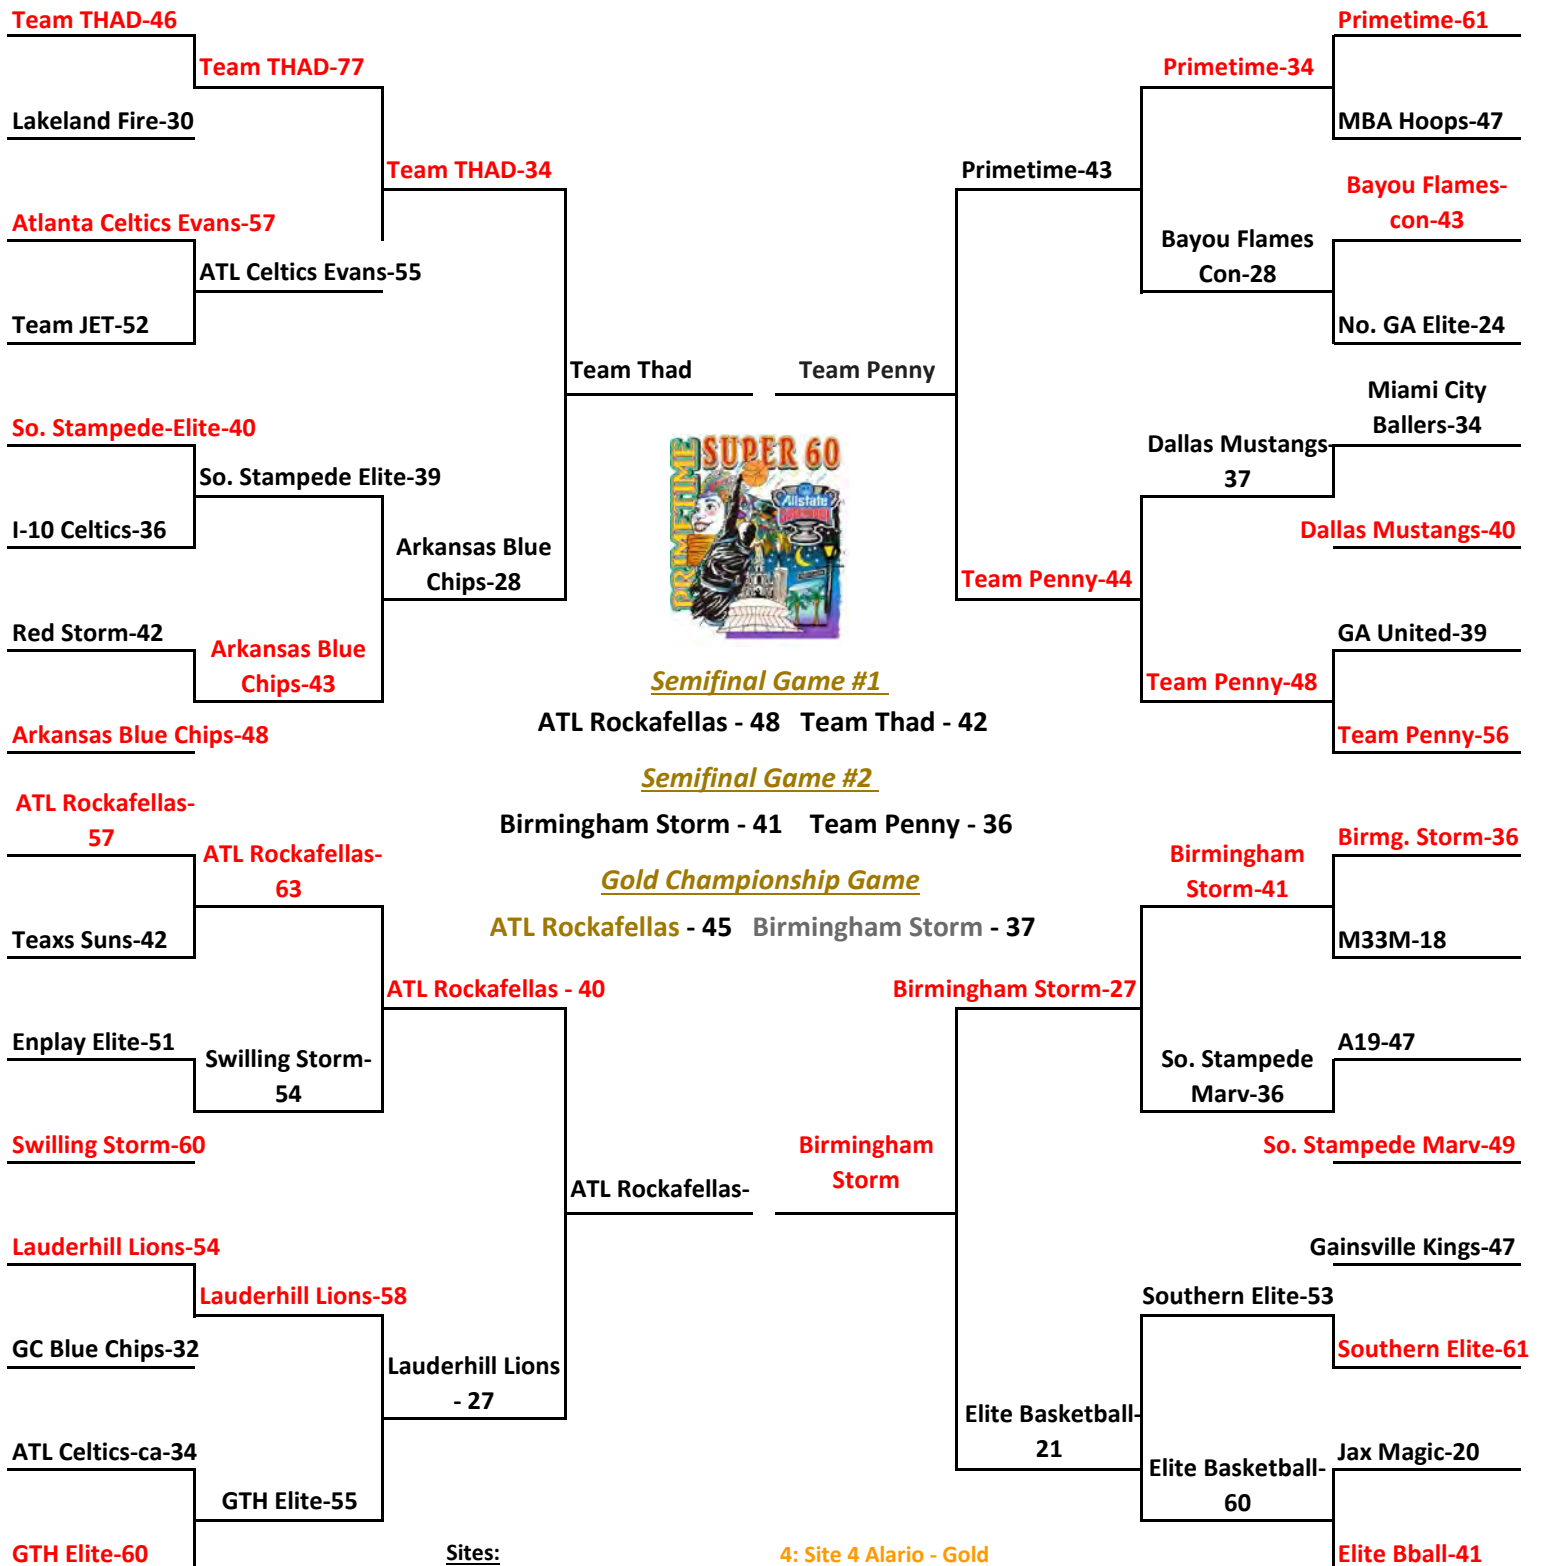 Team THAD-46
Team THAD-77
Lakeland Fire-30
Team THAD-34
Atlanta Celtics Evans-57
ATL Celtics Evans-55
Team JET-52
Team Thad
So. Stampede-Elite-40
So. Stampede Elite-39
I-10 Celtics-36
Arkansas Blue
Chips-28
Red Storm-42
Arkansas Blue
Chips-43
Arkansas Blue Chips-48
ATL Rockafellas-
57
ATL Rockafellas-
63
Teaxs Suns-42
ATL Rockafellas - 40
Enplay Elite-51
Swilling Storm-
54
Swilling Storm-60
ATL Rockafellas-
Lauderhill Lions-54
Lauderhill Lions-58
GC Blue Chips-32
Lauderhill Lions
- 27
ATL Celtics-ca-34
GTH Elite-55
GTH Elite-60
PRIMETIME
SUPER 60
Allstate
Semifinal Game #1
ATL Rockafellas - 48 Team Thad - 42
Semifinal Game #2
Birmingham Storm - 41 Team Penny - 36
Gold Championship Game
ATL Rockafellas - 45 Birmingham Storm - 37
Sites:
4: Site 4 Alario - Gold
Primetime-61
Primetime-34
MBA Hoops-47
Primetime-43
Bayou Flames-
con-43
Bayou Flames
Con-28
No. GA Elite-24
Team Penny
Miami City
Ballers-34
Dallas Mustangs-
37
Dallas Mustangs-40
Team Penny-44
GA United-39
Team Penny-48
Team Penny-56
Birmg. Storm-36
Birmingham
Storm-41
M33M-18
Birmingham Storm-27
A19-47
So. Stampede
Marv-36
So. Stampede Marv-49
Birmingham
Storm
Gainsville Kings-47
Southern Elite-53
Southern Elite-61
Elite Basketball-
21
Jax Magic-20
Elite Basketball-
60
Elite Bball-41